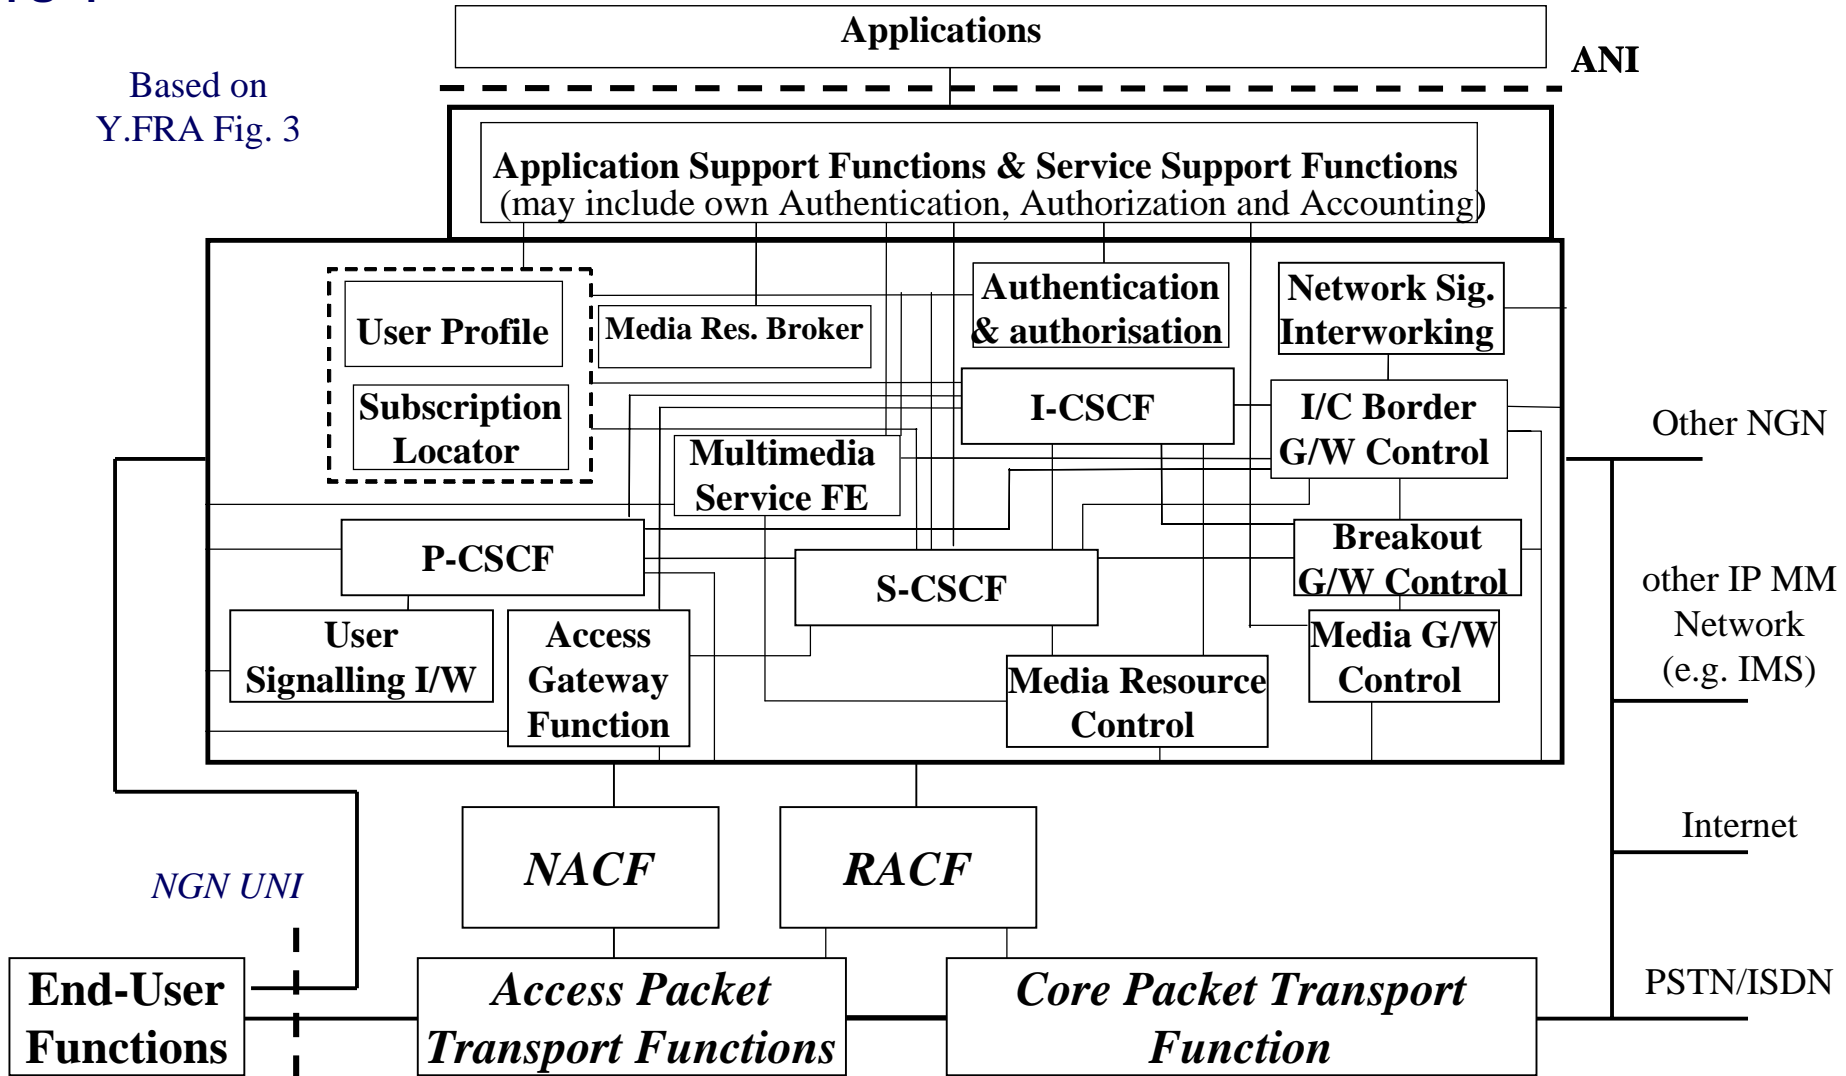 Applications
ANI
Based on
Y.FRA Fig. 3
Application Support Functions & Service Support Functions
(may include own Authentication, Authorization and Accounting)
User Profile
Media Res. Broker
Authentication
& authorisation
Network Sig.
Interworking
Subscription
Locator
I-CSCF
I/C Border
G/W Control
Other NGN
Multimedia
Service FE
P-CSCF
S-CSCF
Breakout
G/W Control
other IP MM
Network
(e.g. IMS)
User
Signalling I/W
Access
Gateway
Function
Media Resource
Control
Media G/W
Control
Internet
NACF
RACF
NGN UNI
End-User
Functions
Access Packet
Transport Functions
Core Packet Transport
Function
PSTN/ISDN